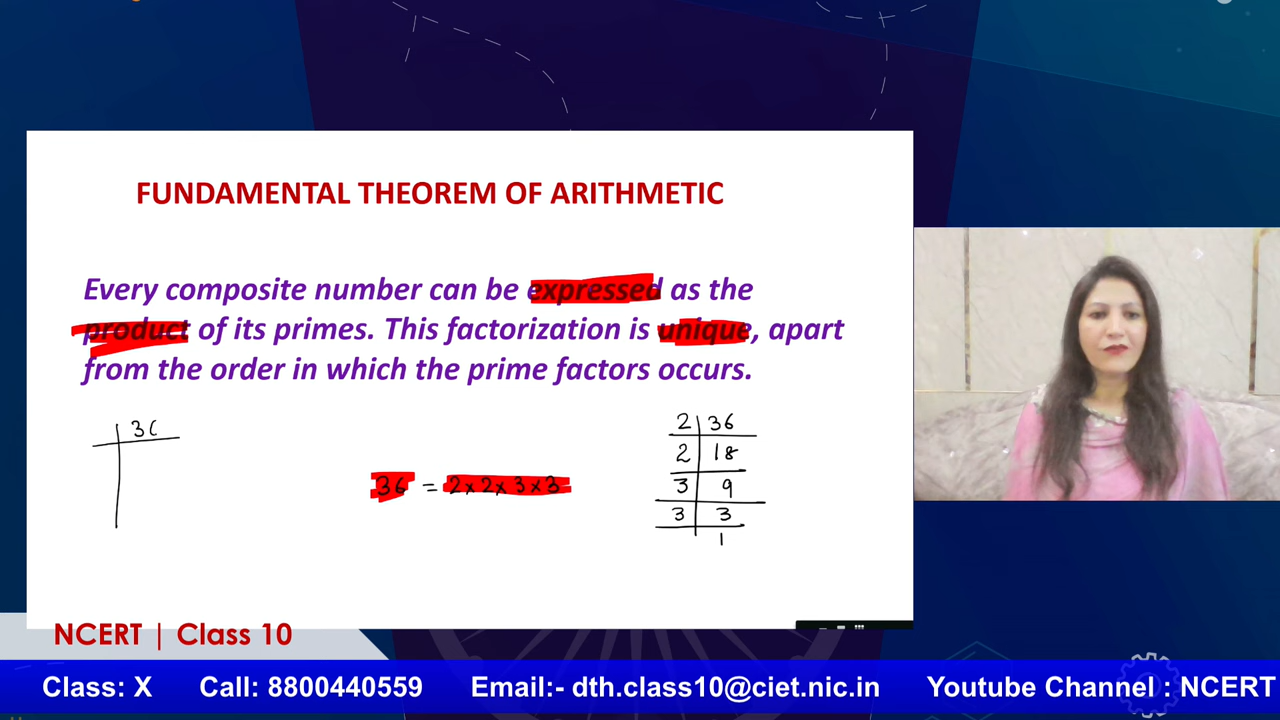 FUNDAMENTAL THEOREM OF ARITHMETIC
Every composite number can be expressed as the
product of its primes. This factorization is unique, apart
from the order in which the prime factors occurs.
36 = 2 x 2 x 3 x 3
2 36
2 18
3 9
3 3
1
NCERT | Class 10
Class: X Call: 8800440559 Email:- dth.class10@ciet.nic.in Youtube Channel : NCERT